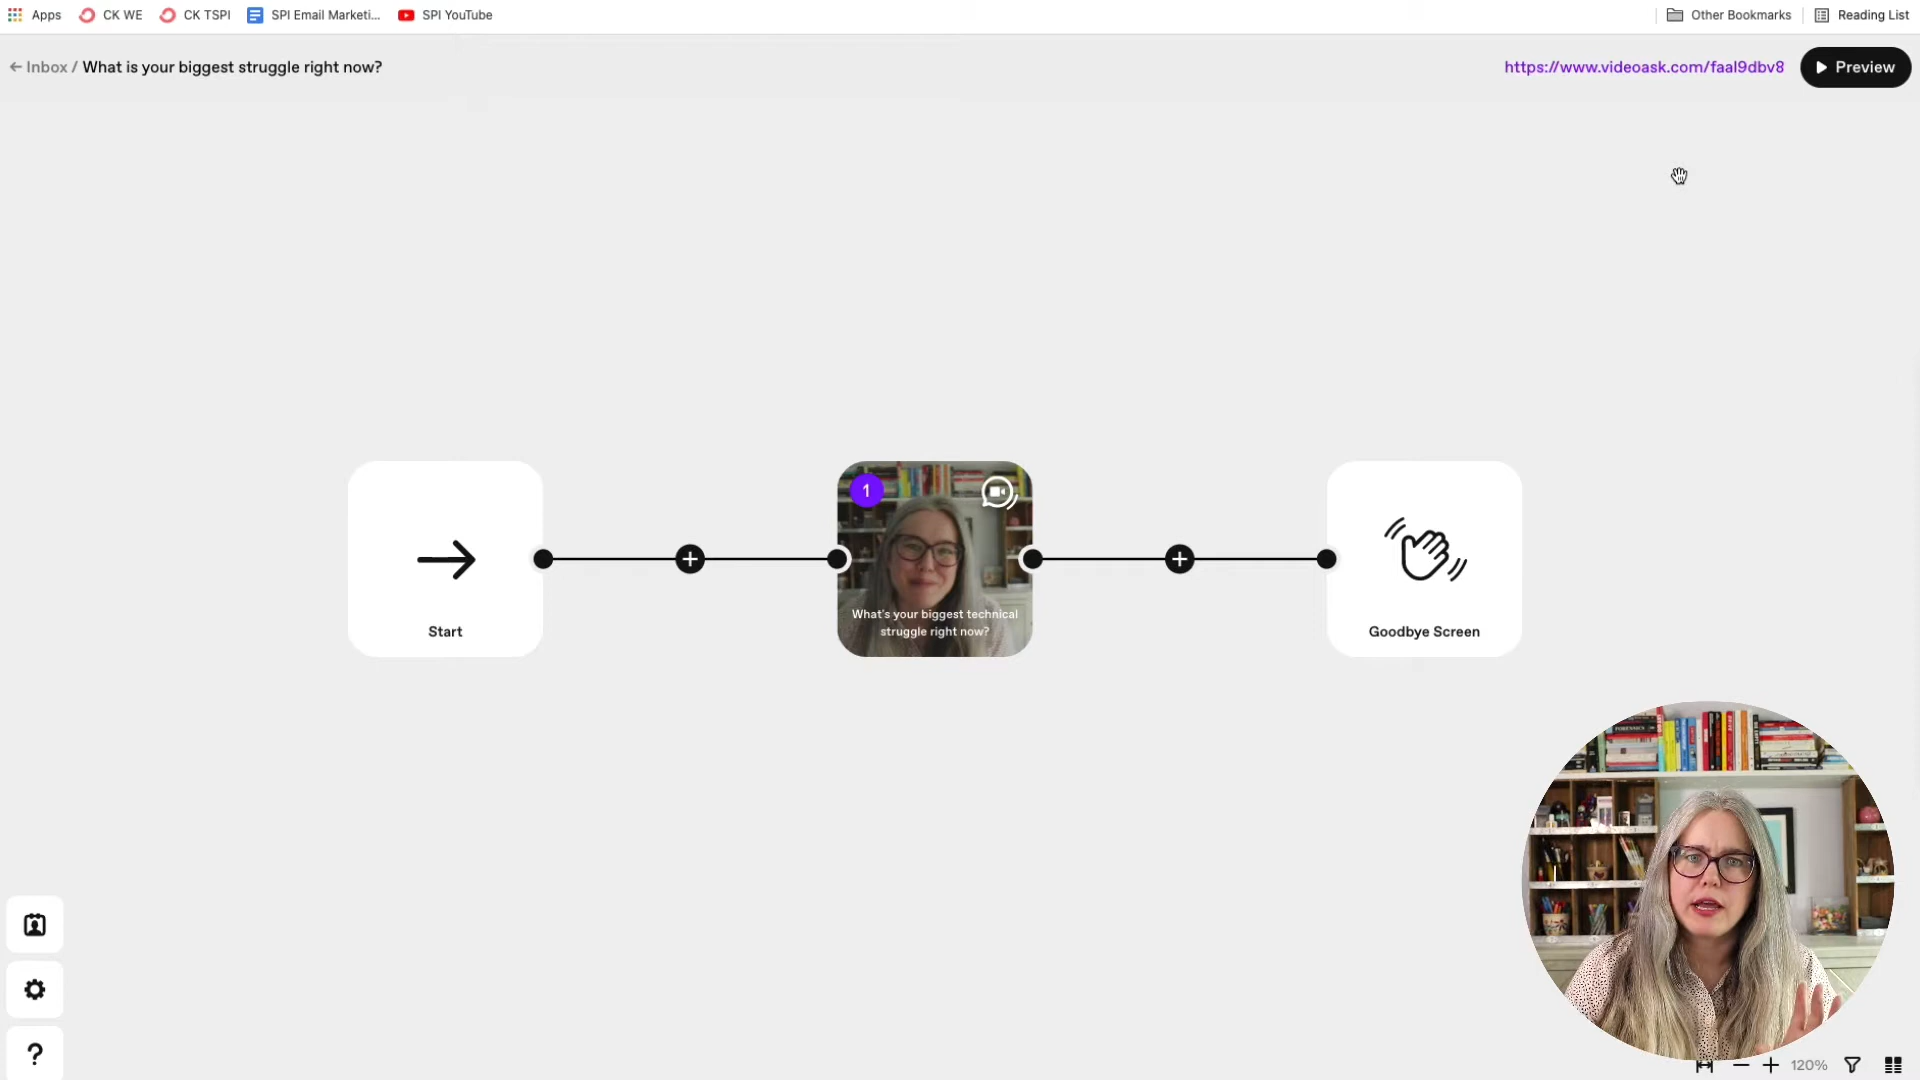 Apps
CK WE
CK TSPI
SPI Email Marketi...
SPI YouTube
Other Bookmarks
Reading List
← Inbox / What is your biggest struggle right now?
https://www.videoask.com/faal9dbv8
Preview
1
What's your biggest technical
struggle right now?
Start
Goodbye Screen
FORENSICS
?
120%